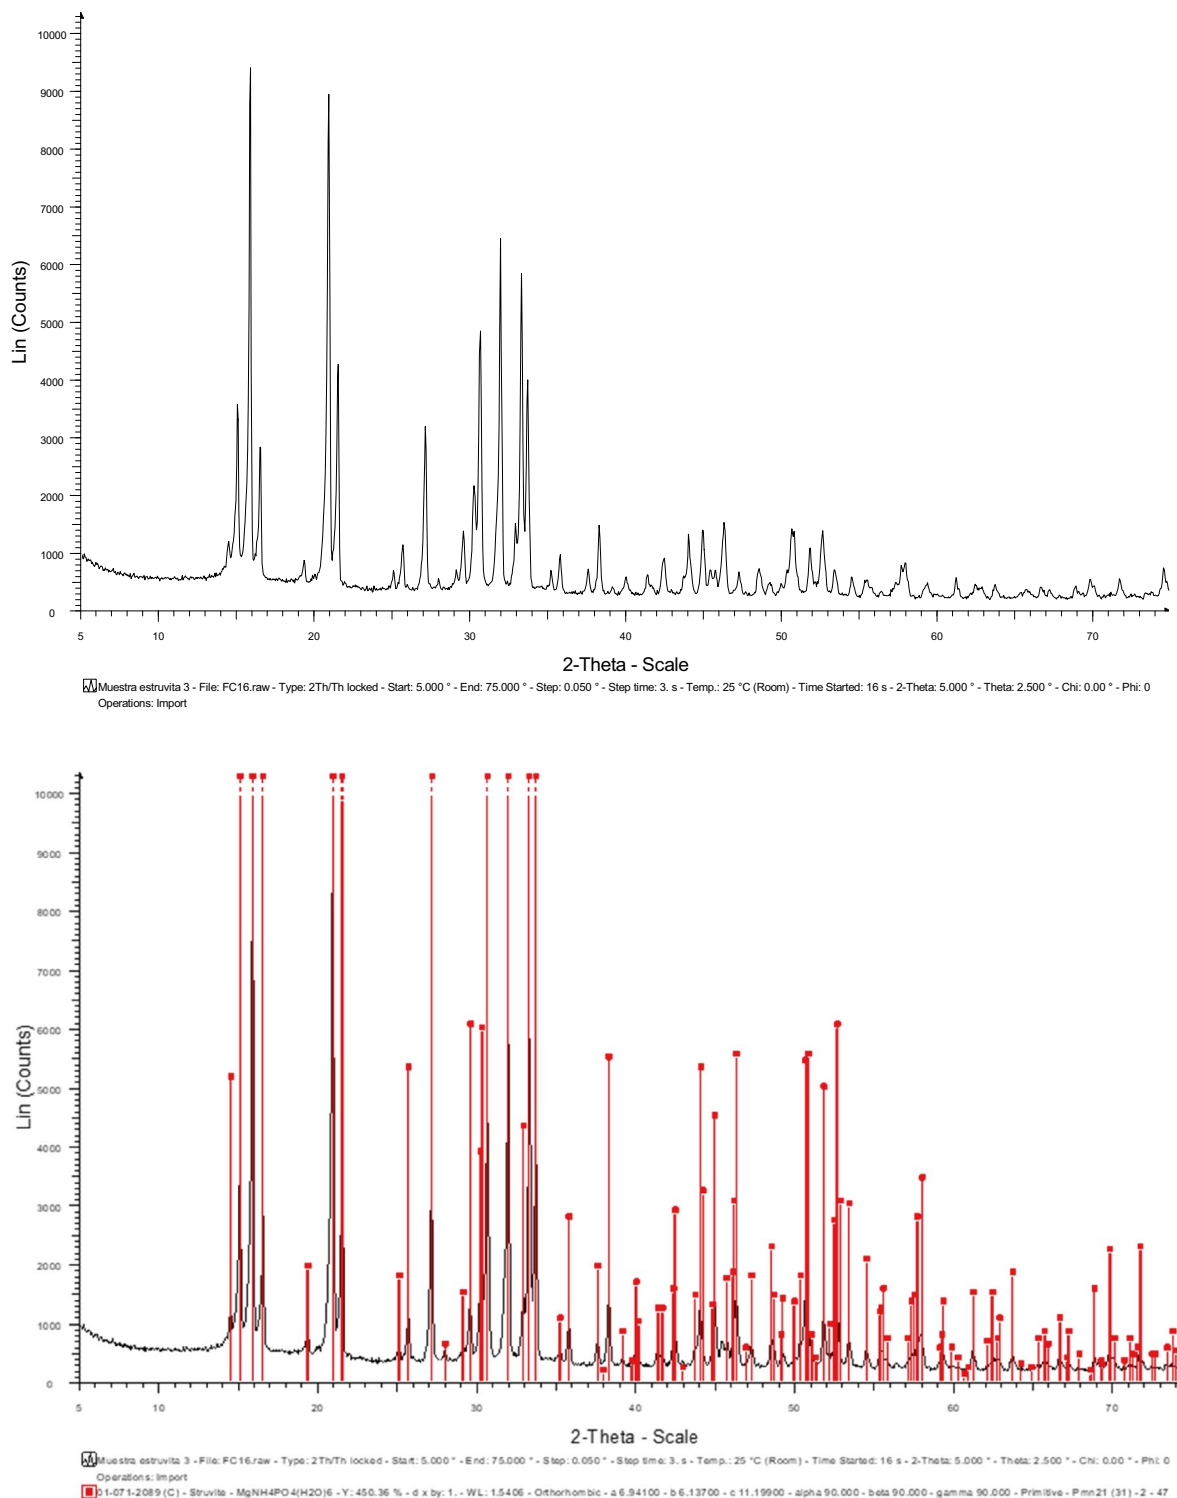 10000
9000
8000
7000
6000
5000
4000
3000
2000
1000
0
Lin (Counts)
5 10 20 30 40 50 60 70
2-Theta - Scale
Muestra estruvita 3 - File: FC16.raw - Type: 2Th/Th locked - Start: 5.000 ° - End: 75.000 ° - Step: 0.050 ° - Step time: 3. s - Temp.: 25 °C (Room) - Time Started: 16 s - 2-Theta: 5.000 ° - Theta: 2.500 ° - Chi: 0.00 ° - Phi: 0
Operations: Import
10000
9000
8000
7000
6000
5000
4000
3000
2000
1000
0
Lin (Counts)
5 10 20 30 40 50 60 70
2-Theta - Scale
Muestra estruvita 3 - File: FC16.raw - Type: 2Th/Th locked - Start: 5.000 ° - End: 75.000 ° - Step: 0.050 ° - Step time: 3. s - Temp.: 25 °C (Room) - Time Started: 16 s - 2-Theta: 5.000 ° - Theta: 2.500 ° - Chi: 0.00 ° - Phi: 0
Operations: Import
01-071-2089 (C) - Struvite - MgNH4PO4(H2O)6 - Y: 450.36 % - d x by: 1. - WL: 1.5406 - Orthorhombic - a 6.94100 - b 6.13700 - c 11.19900 - alpha 90.000 - beta 90.000 - gamma 90.000 - Primitive - Pmn21 (31) - 2 - 47